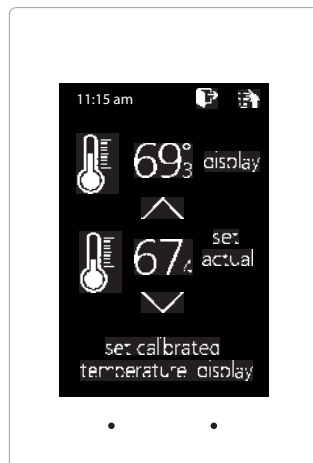 11:15 am
69°3 display
67.4 set
actual
set calibrated
temperature display